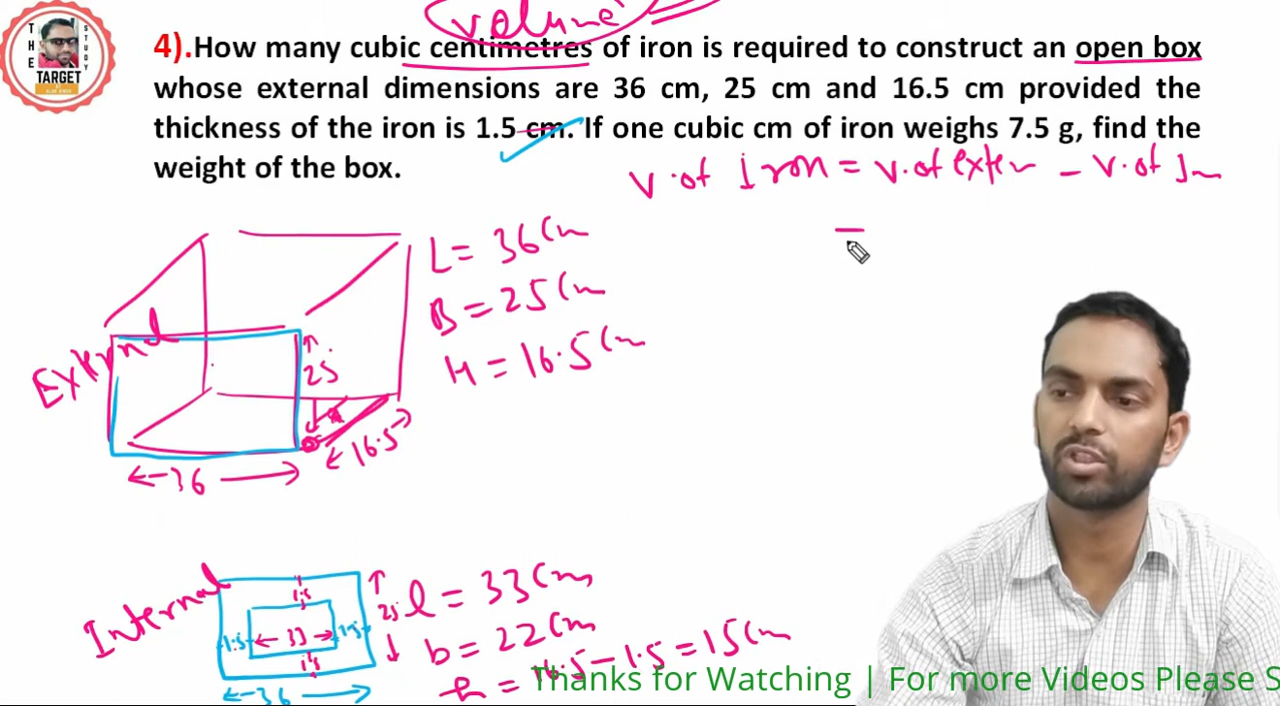 volume
THE
STUDY
TARGET
4).How many cubic centimetres of iron is required to construct an open box
whose external dimensions are 36 cm, 25 cm and 16.5 cm provided the
thickness of the iron is 1.5 cm. If one cubic cm of iron weighs 7.5 g, find the
weight of the box.
V.of Iron = V.of exter - V.of In
=
External
L = 36 Cm
B = 25 Cm
H = 16.5 Cm
25
16.5
36
Internal
1.5
1.5 33 1.5
1.5
25
36
l = 33 Cm
b = 22 Cm
h = 16.5 - 1.5 = 15 Cm
Thanks for Watching | For more Videos Please S